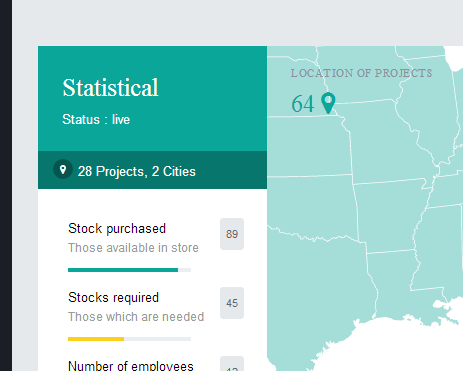 Statistical
Status : live
28 Projects, 2 Cities
LOCATION OF PROJECTS
64
Stock purchased
Those available in store
89
Stocks required
Those which are needed
45
Number of employees